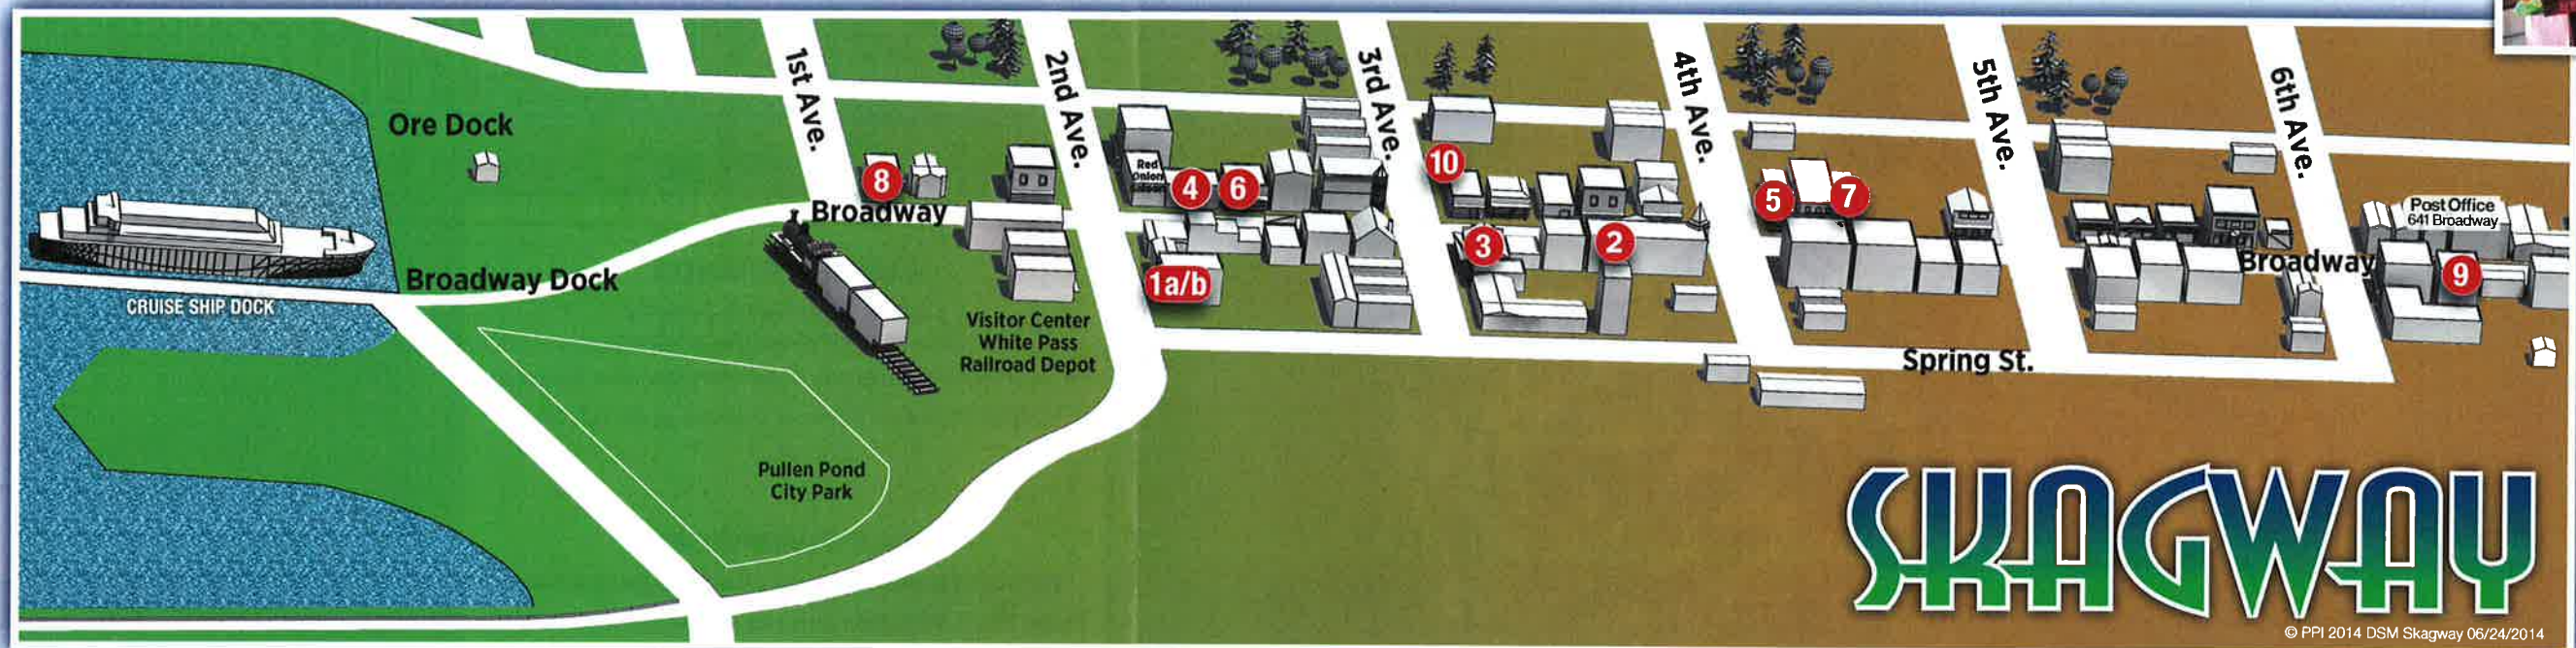 1st Ave.
2nd Ave.
3rd Ave.
4th Ave.
5th Ave.
6th Ave.
Ore Dock
Red
Onion
Saloon
8
4
6
10
5
7
Post Office
641 Broadway
Broadway
3
2
Broadway
9
Broadway Dock
1a/b
CRUISE SHIP DOCK
Visitor Center
White Pass
Railroad Depot
Spring St.
Pullen Pond
City Park
SKAGWAY
© PPI 2014 DSM Skagway 06/24/2014